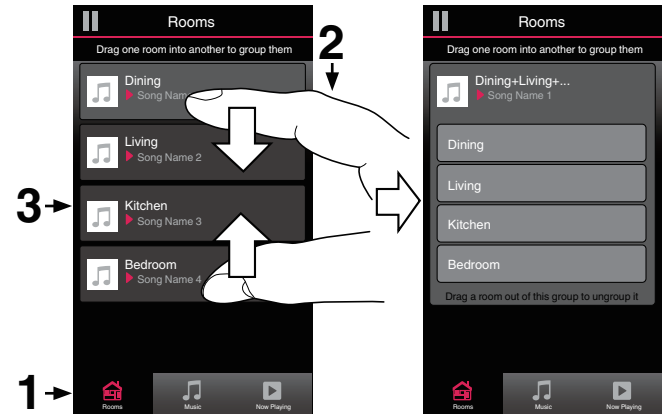 Rooms
Drag one room into another to group them
2
Dining
Song Nam
Living
Song Name 2
3
Kitchen
Song Name 3
Bedroom
Song Name 4
1
Rooms
Music
Now Playing
Rooms
Drag one room into another to group them
Dining+Living+...
Song Name 1
Dining
Living
Kitchen
Bedroom
Drag a room out of this group to ungroup it
Rooms
Music
Now Playing